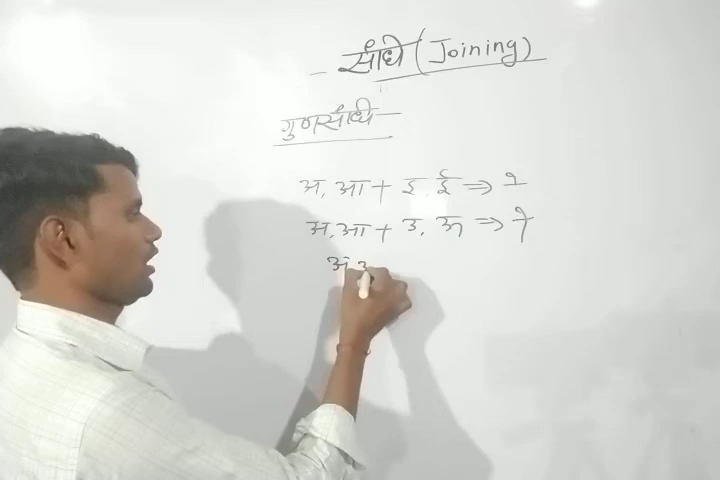 संधि (Joining)
गुणसंधि —
अ, आ + इ, ई ⇒ े
अ, आ + उ, ऊ ⇒ ो
अ